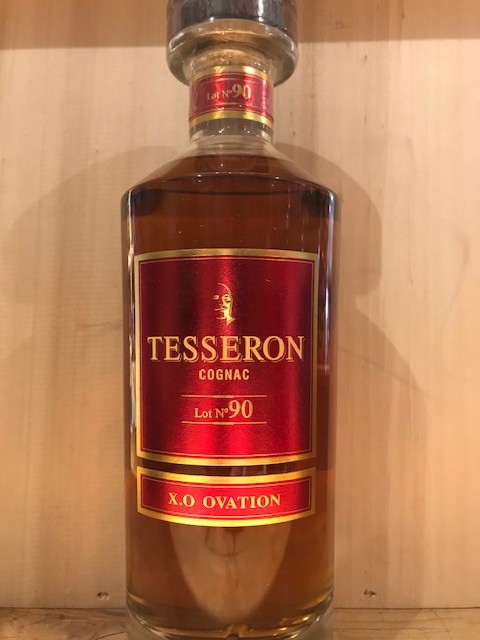 Lot N°90
TESSERON
COGNAC
Lot N°90
X.O OVATION